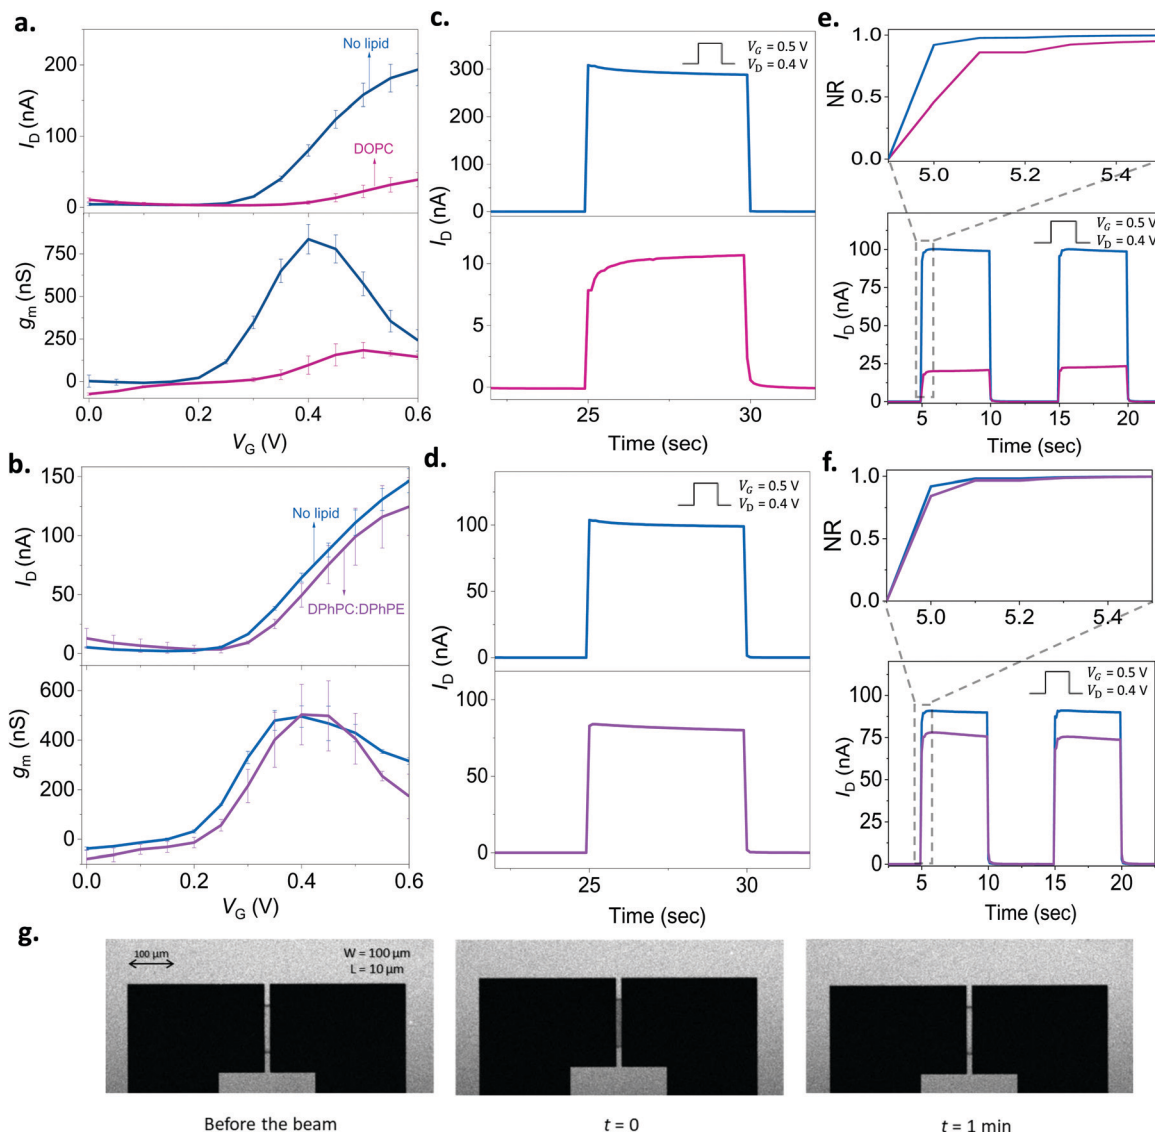 a.
No lipid
DOPC
I_D (nA)
200
100
0
g_m (nS)
750
500
250
0
0.0 0.2 0.4 0.6
V_G (V)
b.
No lipid
DPhPC:DPhPE
I_D (nA)
150
100
50
0
g_m (nS)
600
400
200
0
0.0 0.2 0.4 0.6
V_G (V)
c.
V_G = 0.5 V
V_D = 0.4 V
300
200
100
0
I_D (nA)
10
5
0
25 30
Time (sec)
d.
V_G = 0.5 V
V_D = 0.4 V
100
50
0
I_D (nA)
100
50
0
25 30
Time (sec)
e.
NR
1.0
0.5
0.0
5.0 5.2 5.4
V_G = 0.5 V
V_D = 0.4 V
I_D (nA)
100
75
50
25
0
5 10 15 20
Time (sec)
f.
NR
1.0
0.5
0.0
5.0 5.2 5.4
V_G = 0.5 V
V_D = 0.4 V
I_D (nA)
100
75
50
25
0
5 10 15 20
Time (sec)
g.
100 µm
W = 100 µm
L = 10 µm
Before the beam
t = 0
t = 1 min